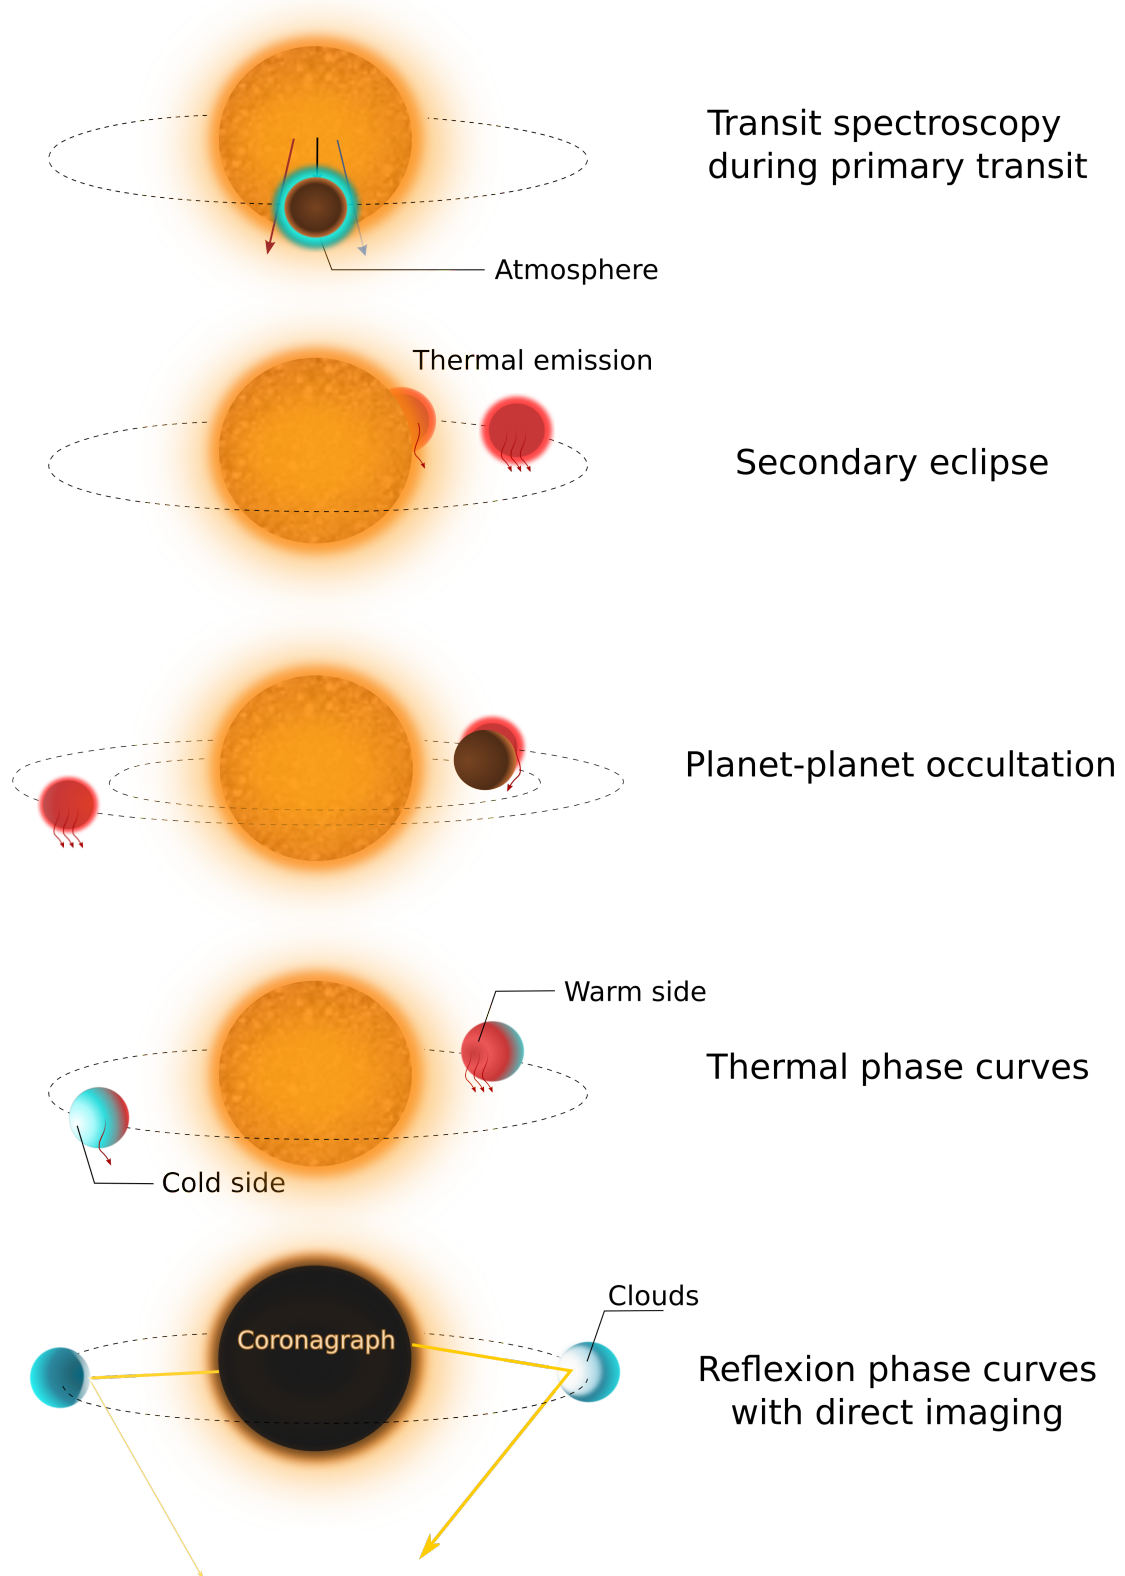 Transit spectroscopy
during primary transit
Atmosphere
Thermal emission
Secondary eclipse
Planet-planet occultation
Warm side
Thermal phase curves
Cold side
Clouds
Coronagraph
Reflexion phase curves
with direct imaging